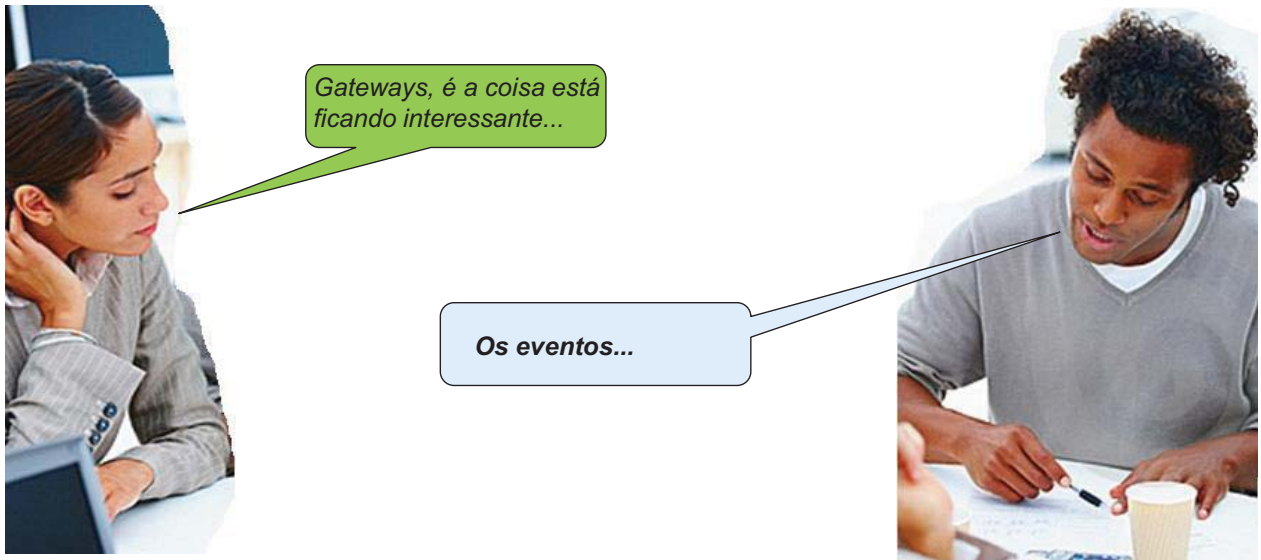 Gateways, é a coisa está
ficando interessante...
Os eventos...